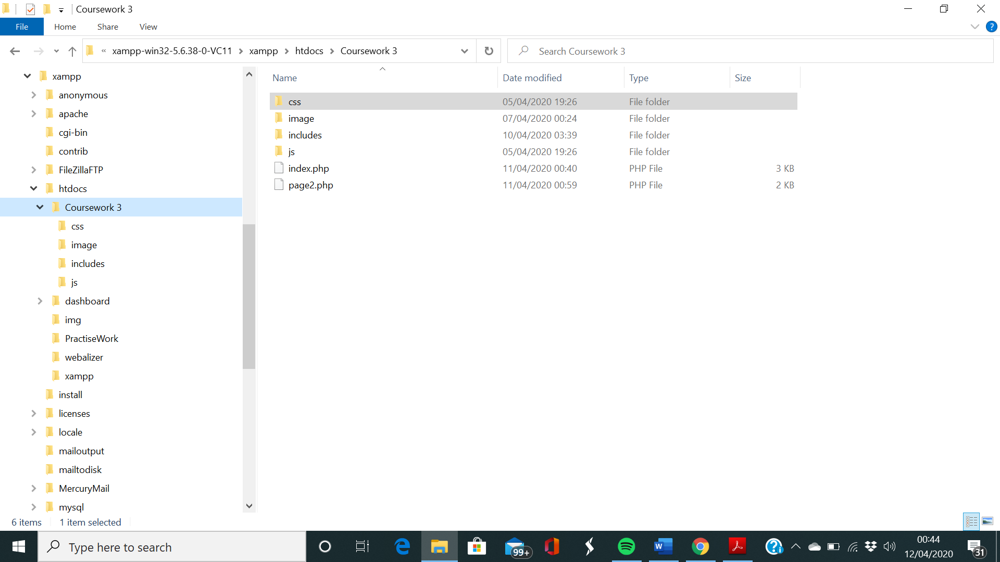 Coursework 3
File Home Share View
« xampp-win32-5.6.38-0-VC11 xampp htdocs Coursework 3
Search Coursework 3
xampp
anonymous
apache
cgi-bin
contrib
FileZillaFTP
htdocs
Coursework 3
css
image
includes
js
dashboard
img
PractiseWork
webalizer
xampp
install
licenses
locale
mailoutput
mailtodisk
MercuryMail
mysql
Name Date modified Type Size
css 05/04/2020 19:26 File folder
image 07/04/2020 00:24 File folder
includes 10/04/2020 03:39 File folder
js 05/04/2020 19:26 File folder
index.php 11/04/2020 00:40 PHP File 3 KB
page2.php 11/04/2020 00:59 PHP File 2 KB
6 items 1 item selected
Type here to search
99+
W
00:44
12/04/2020
31